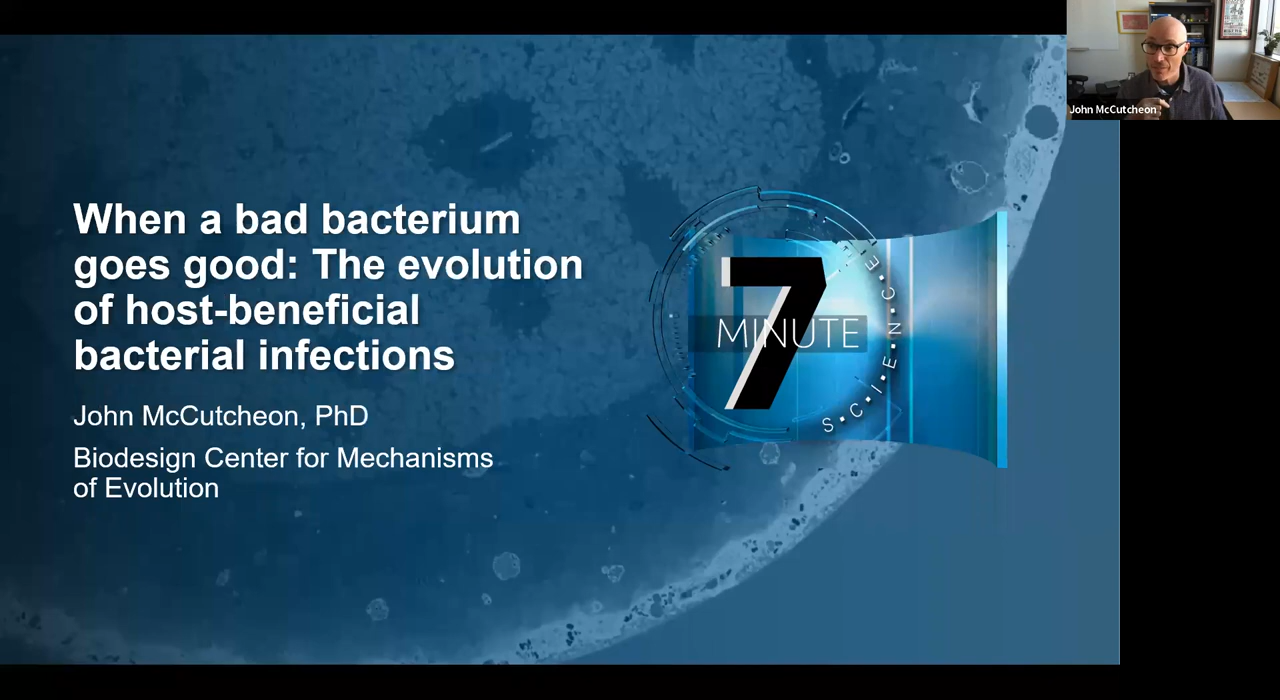 John McCutcheon
When a bad bacterium
goes good: The evolution
of host-beneficial
bacterial infections
John McCutcheon, PhD
Biodesign Center for Mechanisms
of Evolution
7
MINUTE
S•C•I•E•N•C•E